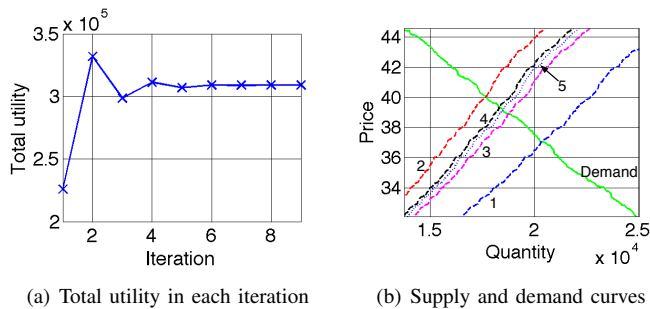 x 10^5
3.5
3
2.5
2
Total utility
2 4 6 8
Iteration
(a) Total utility in each iteration
44
42
40
38
36
34
Price
1 2 3 4 5
Demand
1.5 2 2.5
Quantity
x 10^4
(b) Supply and demand curves